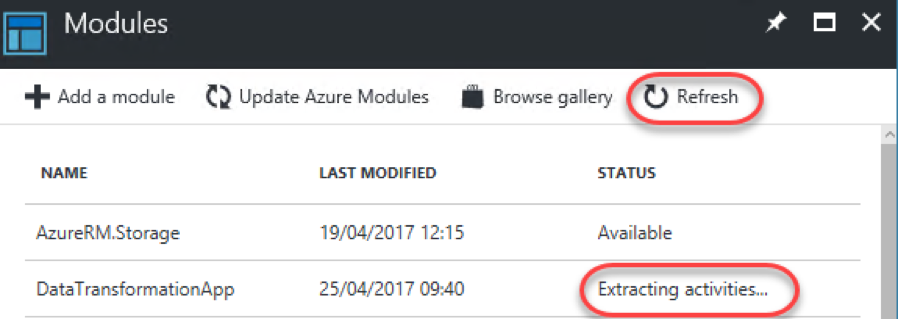 Modules
Add a module Update Azure Modules Browse gallery Refresh
NAME LAST MODIFIED STATUS
AzureRM.Storage 19/04/2017 12:15 Available
DataTransformationApp 25/04/2017 09:40 Extracting activities...